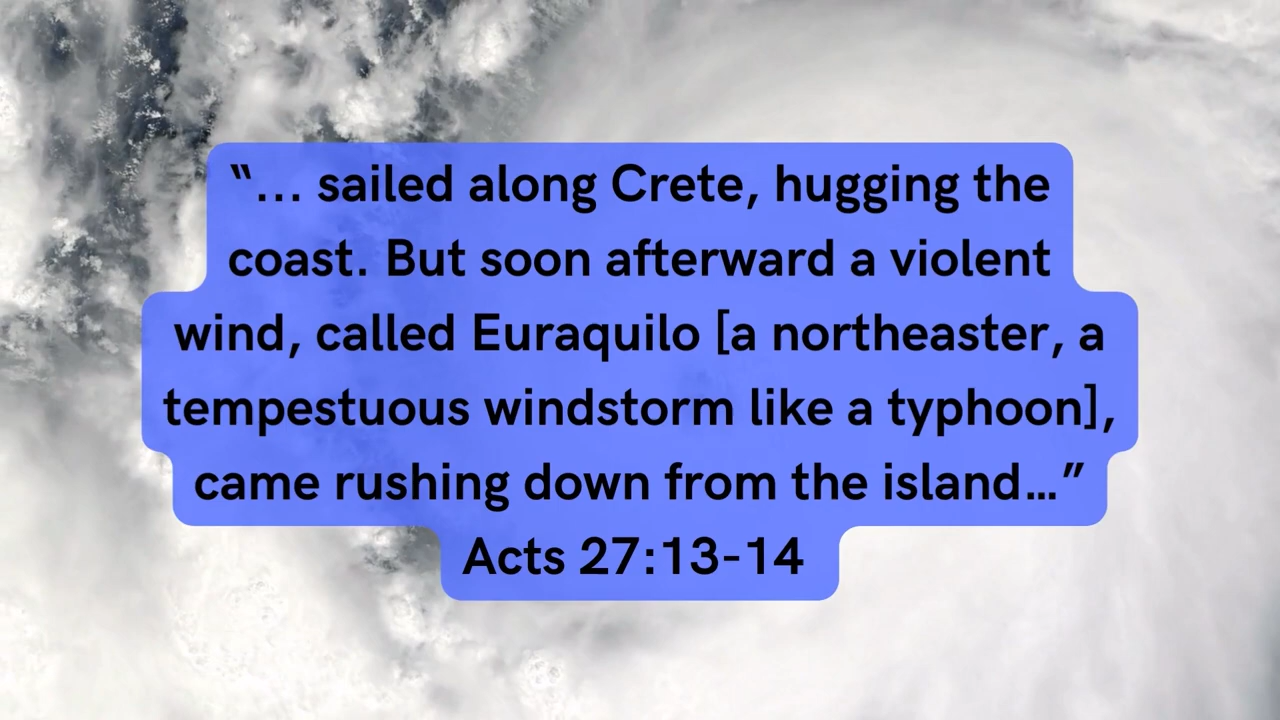 “... sailed along Crete, hugging the
coast. But soon afterward a violent
wind, called Euraquilo [a northeaster, a
tempestuous windstorm like a typhoon],
came rushing down from the island…”
Acts 27:13-14